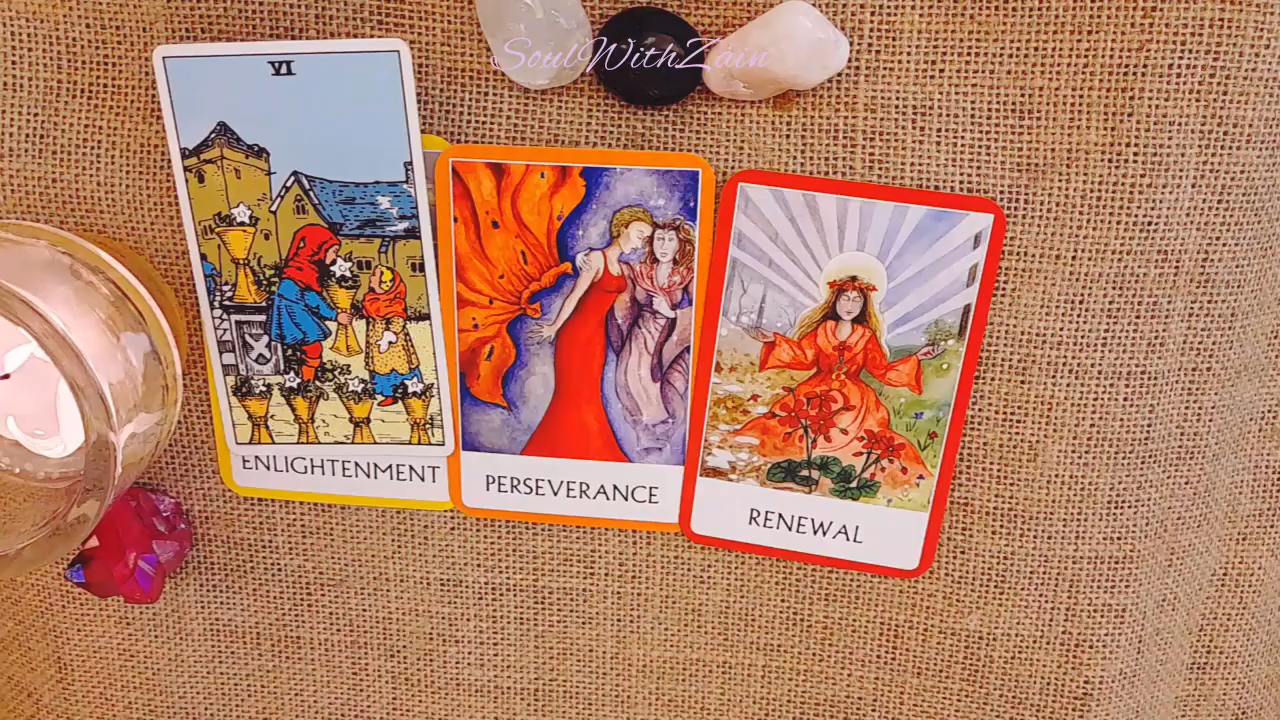 SoulWithZain
VI
ENLIGHTENMENT
PERSEVERANCE
RENEWAL